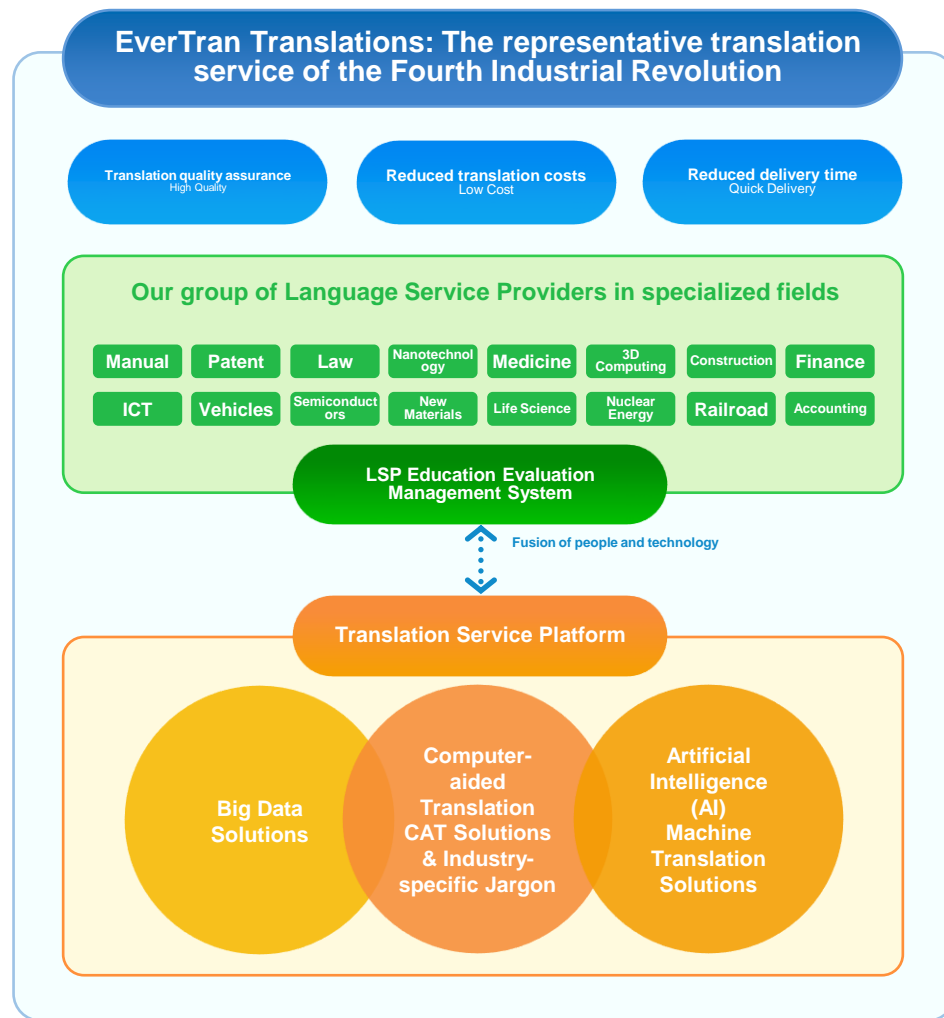 EverTran Translations: The representative translation
service of the Fourth Industrial Revolution
Translation quality assurance
High Quality
Reduced translation costs
Low Cost
Reduced delivery time
Quick Delivery
Our group of Language Service Providers in specialized fields
Manual
Patent
Law
Nanotechnol
ogy
Medicine
3D
Computing
Construction
Finance
ICT
Vehicles
Semiconduct
ors
New
Materials
Life Science
Nuclear
Energy
Railroad
Accounting
LSP Education Evaluation
Management System
Fusion of people and technology
Translation Service Platform
Big Data
Solutions
Computer-
aided
Translation
CAT Solutions
& Industry-
specific Jargon
Artificial
Intelligence
(AI)
Machine
Translation
Solutions